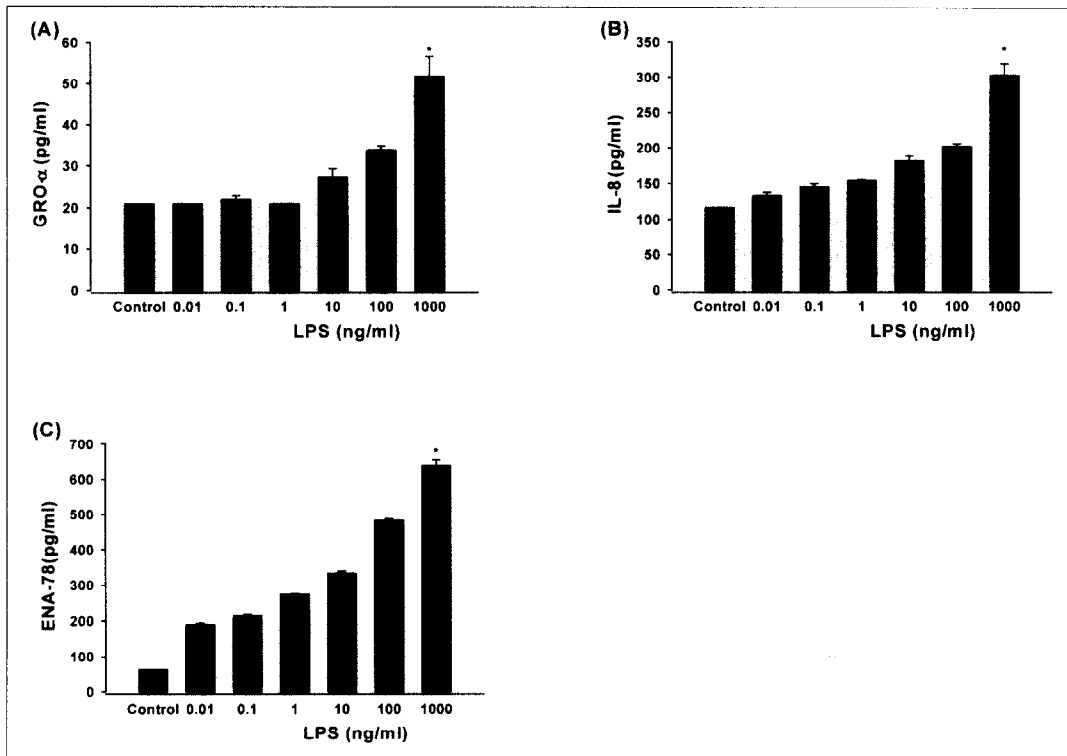 (A)
60
50
40
30
20
10
0
GRO-α (pg/ml)
*
Control 0.01 0.1 1 10 100 1000
LPS (ng/ml)
(B)
350
300
250
200
150
100
50
0
IL-8 (pg/ml)
*
Control 0.01 0.1 1 10 100 1000
LPS (ng/ml)
(C)
700
600
500
400
300
200
100
0
ENA-78(pg/ml)
*
Control 0.01 0.1 1 10 100 1000
LPS (ng/ml)